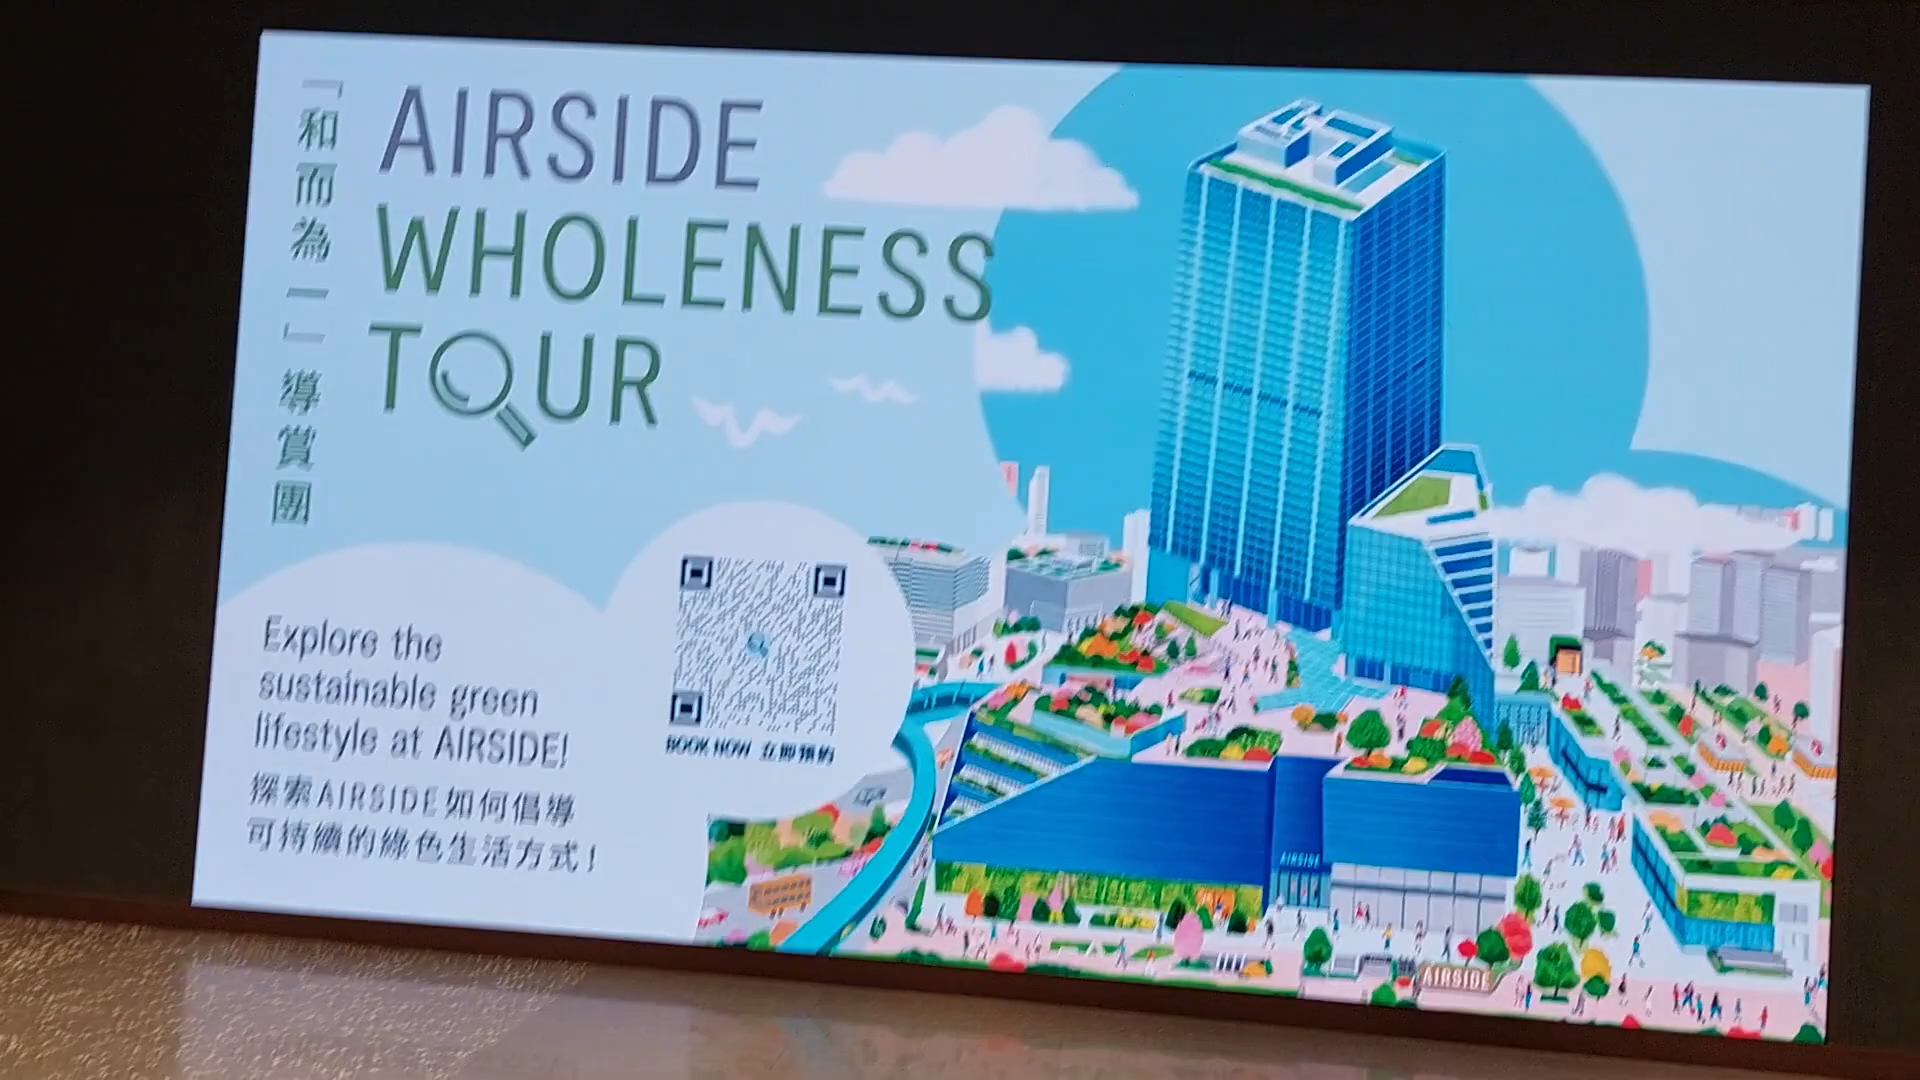 「和而為一」導賞團
AIRSIDE
WHOLENESS
TOUR
Explore the
sustainable green
lifestyle at AIRSIDE!
探索AIRSIDE如何倡導
可持續的綠色生活方式！
BOOK NOW 立即預約
AIRSIDE
AIRSIDE